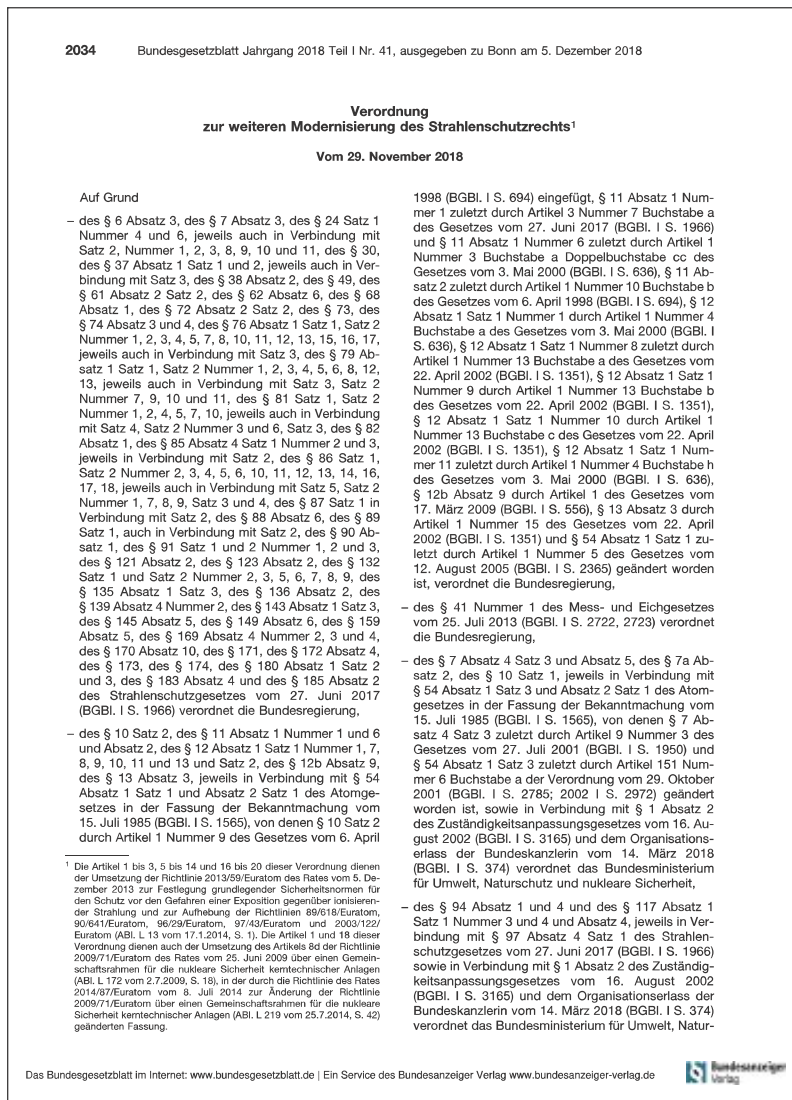 2034
Bundesgesetzblatt Jahrgang 2018 Teil I Nr. 41, ausgegeben zu Bonn am 5. Dezember 2018
Verordnung
zur weiteren Modernisierung des Strahlenschutzrechts¹
Vom 29. November 2018
Auf Grund
– des § 6 Absatz 3, des § 7 Absatz 3, des § 24 Satz 1
Nummer 4 und 6, jeweils auch in Verbindung mit
Satz 2, Nummer 1, 2, 3, 8, 9, 10 und 11, des § 30,
des § 37 Absatz 1 Satz 1 und 2, jeweils auch in Ver-
bindung mit Satz 3, des § 38 Absatz 2, des § 49, des
§ 61 Absatz 2 Satz 2, des § 62 Absatz 6, des § 68
Absatz 1, des § 72 Absatz 2 Satz 2, des § 73, des
§ 74 Absatz 3 und 4, des § 76 Absatz 1 Satz 1, Satz 2
Nummer 1, 2, 3, 4, 5, 7, 8, 10, 11, 12, 13, 15, 16, 17,
jeweils auch in Verbindung mit Satz 3, des § 79 Ab-
satz 1 Satz 1, Satz 2 Nummer 1, 2, 3, 4, 5, 6, 8, 12,
13, jeweils auch in Verbindung mit Satz 3, Satz 2
Nummer 7, 9, 10 und 11, des § 81 Satz 1, Satz 2
Nummer 1, 2, 4, 5, 7, 10, jeweils auch in Verbindung
mit Satz 4, Satz 2 Nummer 3 und 6, Satz 3, des § 82
Absatz 1, des § 85 Absatz 4 Satz 1 Nummer 2 und 3,
jeweils in Verbindung mit Satz 2, des § 86 Satz 1,
Satz 2 Nummer 2, 3, 4, 5, 6, 10, 11, 12, 13, 14, 16,
17, 18, jeweils auch in Verbindung mit Satz 5, Satz 2
Nummer 1, 7, 8, 9, Satz 3 und 4, des § 87 Satz 1 in
Verbindung mit Satz 2, des § 88 Absatz 6, des § 89
Satz 1, auch in Verbindung mit Satz 2, des § 90 Ab-
satz 1, des § 91 Satz 1 und 2 Nummer 1, 2 und 3,
des § 121 Absatz 2, des § 123 Absatz 2, des § 132
Satz 1 und Satz 2 Nummer 2, 3, 5, 6, 7, 8, 9, des
§ 135 Absatz 1 Satz 3, des § 136 Absatz 2, des
§ 139 Absatz 4 Nummer 2, des § 143 Absatz 1 Satz 3,
des § 145 Absatz 5, des § 149 Absatz 6, des § 159
Absatz 5, des § 169 Absatz 4 Nummer 2, 3 und 4,
des § 170 Absatz 10, des § 171, des § 172 Absatz 4,
des § 173, des § 174, des § 180 Absatz 1 Satz 2
und 3, des § 183 Absatz 4 und des § 185 Absatz 2
des Strahlenschutzgesetzes vom 27. Juni 2017
(BGBl. I S. 1966) verordnet die Bundesregierung,
– des § 10 Satz 2, des § 11 Absatz 1 Nummer 1 und 6
und Absatz 2, des § 12 Absatz 1 Satz 1 Nummer 1, 7,
8, 9, 10, 11 und 13 und Satz 2, des § 12b Absatz 9,
des § 13 Absatz 3, jeweils in Verbindung mit § 54
Absatz 1 Satz 1 und Absatz 2 Satz 1 des Atomge-
setzes in der Fassung der Bekanntmachung vom
15. Juli 1985 (BGBl. I S. 1565), von denen § 10 Satz 2
durch Artikel 1 Nummer 9 des Gesetzes vom 6. April
¹ Die Artikel 1 bis 3, 5 bis 14 und 16 bis 20 dieser Verordnung dienen
der Umsetzung der Richtlinie 2013/59/Euratom des Rates vom 5. De-
zember 2013 zur Festlegung grundlegender Sicherheitsnormen für
den Schutz vor den Gefahren einer Exposition gegenüber ionisieren-
der Strahlung und zur Aufhebung der Richtlinien 89/618/Euratom,
90/641/Euratom, 96/29/Euratom, 97/43/Euratom und 2003/122/
Euratom (ABl. L 13 vom 17.1.2014, S. 1). Die Artikel 1 und 18 dieser
Verordnung dienen auch der Umsetzung des Artikels 8d der Richtlinie
2009/71/Euratom des Rates vom 25. Juni 2009 über einen Gemein-
schaftsrahmen für die nukleare Sicherheit kerntechnischer Anlagen
(ABl. L 172 vom 2.7.2009, S. 18), in der durch die Richtlinie des Rates
2014/87/Euratom vom 8. Juli 2014 zur Änderung der Richtlinie
2009/71/Euratom über einen Gemeinschaftsrahmen für die nukleare
Sicherheit kerntechnischer Anlagen (ABl. L 219 vom 25.7.2014, S. 42)
geänderten Fassung.
1998 (BGBl. I S. 694) eingefügt, § 11 Absatz 1 Num-
mer 1 zuletzt durch Artikel 3 Nummer 7 Buchstabe a
des Gesetzes vom 27. Juni 2017 (BGBl. I S. 1966)
und § 11 Absatz 1 Nummer 6 zuletzt durch Artikel 1
Nummer 3 Buchstabe a Doppelbuchstabe cc des
Gesetzes vom 3. Mai 2000 (BGBl. I S. 636), § 11 Ab-
satz 2 zuletzt durch Artikel 1 Nummer 10 Buchstabe b
des Gesetzes vom 6. April 1998 (BGBl. I S. 694), § 12
Absatz 1 Satz 1 Nummer 1 durch Artikel 1 Nummer 4
Buchstabe a des Gesetzes vom 3. Mai 2000 (BGBl. I
S. 636), § 12 Absatz 1 Satz 1 Nummer 8 zuletzt durch
Artikel 1 Nummer 13 Buchstabe a des Gesetzes vom
22. April 2002 (BGBl. I S. 1351), § 12 Absatz 1 Satz 1
Nummer 9 durch Artikel 1 Nummer 13 Buchstabe b
des Gesetzes vom 22. April 2002 (BGBl. I S. 1351),
§ 12 Absatz 1 Satz 1 Nummer 10 durch Artikel 1
Nummer 13 Buchstabe c des Gesetzes vom 22. April
2002 (BGBl. I S. 1351), § 12 Absatz 1 Satz 1 Num-
mer 11 zuletzt durch Artikel 1 Nummer 4 Buchstabe h
des Gesetzes vom 3. Mai 2000 (BGBl. I S. 636),
§ 12b Absatz 9 durch Artikel 1 des Gesetzes vom
17. März 2009 (BGBl. I S. 556), § 13 Absatz 3 durch
Artikel 1 Nummer 15 des Gesetzes vom 22. April
2002 (BGBl. I S. 1351) und § 54 Absatz 1 Satz 1 zu-
letzt durch Artikel 1 Nummer 5 des Gesetzes vom
12. August 2005 (BGBl. I S. 2365) geändert worden
ist, verordnet die Bundesregierung,
– des § 41 Nummer 1 des Mess- und Eichgesetzes
vom 25. Juli 2013 (BGBl. I S. 2722, 2723) verordnet
die Bundesregierung,
– des § 7 Absatz 4 Satz 3 und Absatz 5, des § 7a Ab-
satz 2, des § 10 Satz 1, jeweils in Verbindung mit
§ 54 Absatz 1 Satz 3 und Absatz 2 Satz 1 des Atom-
gesetzes in der Fassung der Bekanntmachung vom
15. Juli 1985 (BGBl. I S. 1565), von denen § 7 Ab-
satz 4 Satz 3 zuletzt durch Artikel 9 Nummer 3 des
Gesetzes vom 27. Juli 2001 (BGBl. I S. 1950) und
§ 54 Absatz 1 Satz 3 zuletzt durch Artikel 151 Num-
mer 6 Buchstabe a der Verordnung vom 29. Oktober
2001 (BGBl. I S. 2785; 2002 I S. 2972) geändert
worden ist, sowie in Verbindung mit § 1 Absatz 2
des Zuständigkeitsanpassungsgesetzes vom 16. Au-
gust 2002 (BGBl. I S. 3165) und dem Organisations-
erlass der Bundeskanzlerin vom 14. März 2018
(BGBl. I S. 374) verordnet das Bundesministerium
für Umwelt, Naturschutz und nukleare Sicherheit,
– des § 94 Absatz 1 und 4 und des § 117 Absatz 1
Satz 1 Nummer 3 und 4 und Absatz 4, jeweils in Ver-
bindung mit § 97 Absatz 4 Satz 1 des Strahlen-
schutzgesetzes vom 27. Juni 2017 (BGBl. I S. 1966)
sowie in Verbindung mit § 1 Absatz 2 des Zuständig-
keitsanpassungsgesetzes vom 16. August 2002
(BGBl. I S. 3165) und dem Organisationserlass der
Bundeskanzlerin vom 14. März 2018 (BGBl. I S. 374)
verordnet das Bundesministerium für Umwelt, Natur-
Das Bundesgesetzblatt im Internet: www.bundesgesetzblatt.de | Ein Service des Bundesanzeiger Verlag www.bundesanzeiger-verlag.de
Bundesanzeiger
Verlag